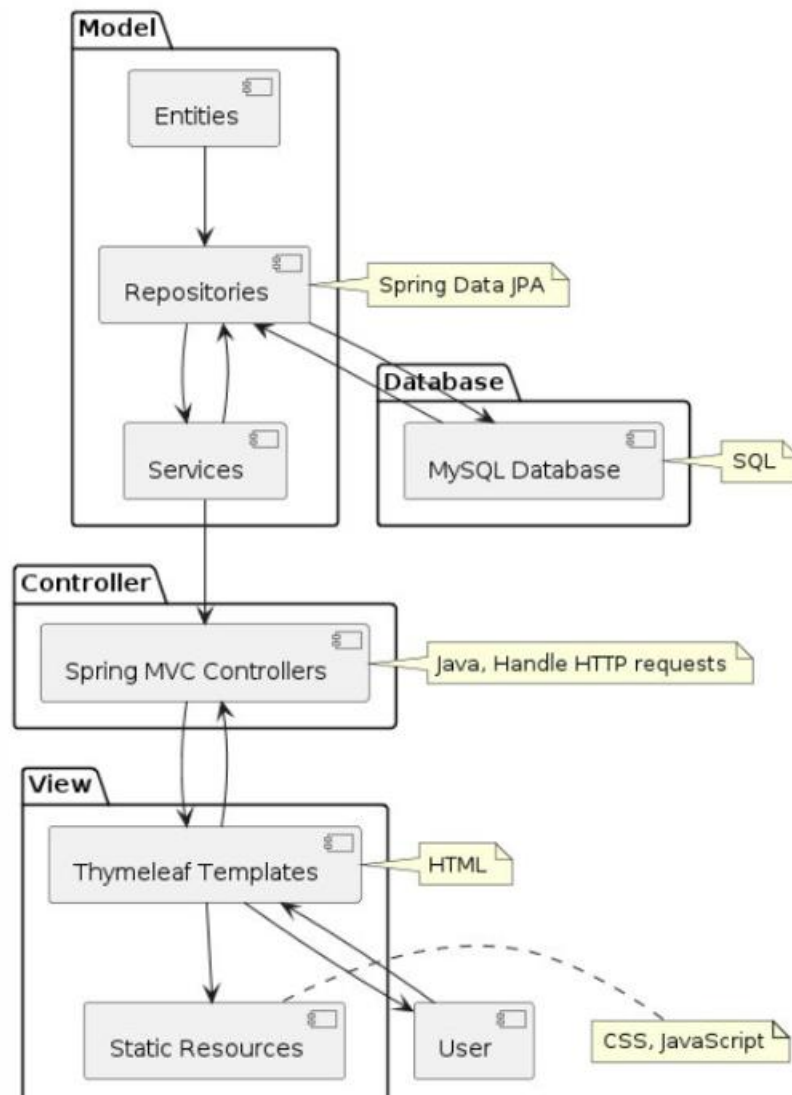 Model
Entities
Repositories
Spring Data JPA
Database
Services
MySQL Database
SQL
Controller
Spring MVC Controllers
Java, Handle HTTP requests
View
Thymeleaf Templates
HTML
Static Resources
User
CSS, JavaScript